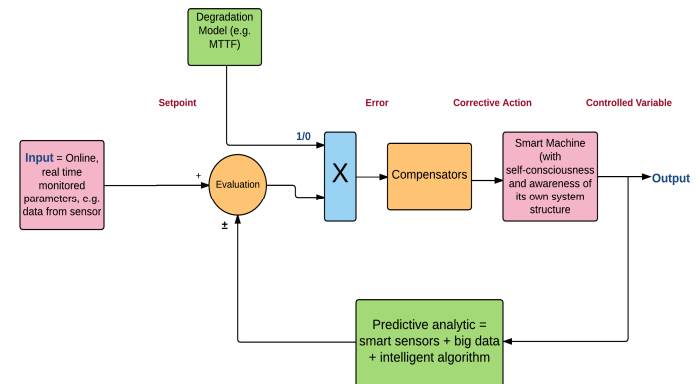 Degradation
Model (e.g.
MTTF)
Setpoint
Error
Corrective Action
Controlled Variable
1/0
Input = Online,
real time
monitored
parameters, e.g.
data from sensor
+
Evaluation
±
X
Compensators
Smart Machine
(with
self-consciousness
and awareness of
its own system
structure
Output
Predictive analytic =
smart sensors + big data
+ intelligent algorithm